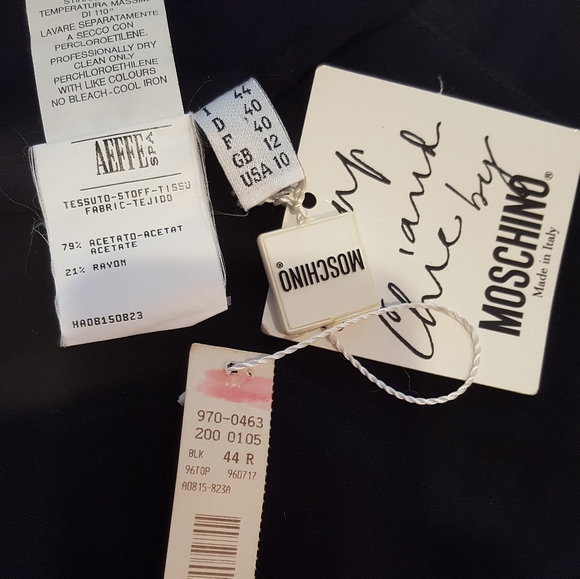 TEMPERATURA MASSIMA
DI 110°
LAVARE SEPARATAMENTE
A SECCO CON
PERCLOROETILENE.
PROFESSIONALLY DRY
CLEAN ONLY
PERCHLOROETHILENE
WITH LIKE COLOURS
NO BLEACH-COOL IRON
AEFFE SPA
TESSUTO-STOFF-TISSU
FABRIC-TEJIDO
79% ACETATO-ACETAT
ACETATE
21% RAYON
HA08150823
I 44
D 40
F 40
GB 12
USA 10
MOSCHINO®
'and
Chic by
MOSCHINO®
Made in Italy
970-0463
200 0105
BLK 44 R
96TOP 960717
A0815-823A